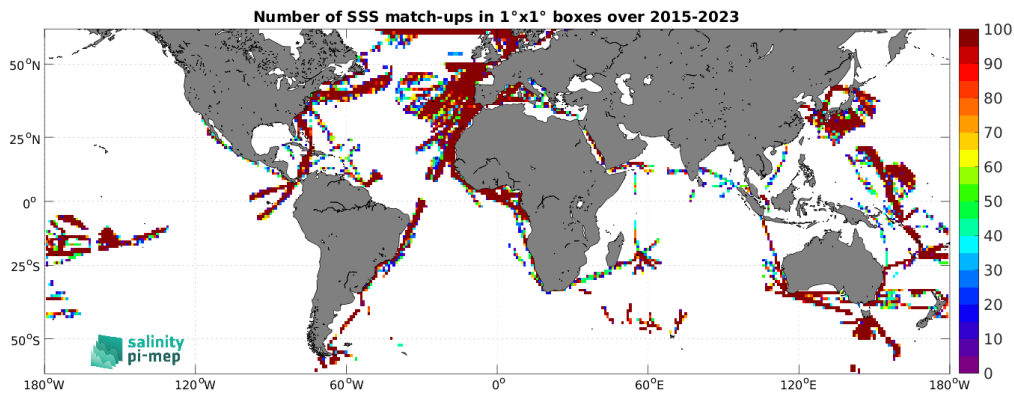 Number of SSS match-ups in 1°x1° boxes over 2015-2023
50°N
25°N
0°
25°S
50°S
180°W
120°W
60°W
0°
60°E
120°E
180°W
100
90
80
70
60
50
40
30
20
10
0
salinity
pi-mep